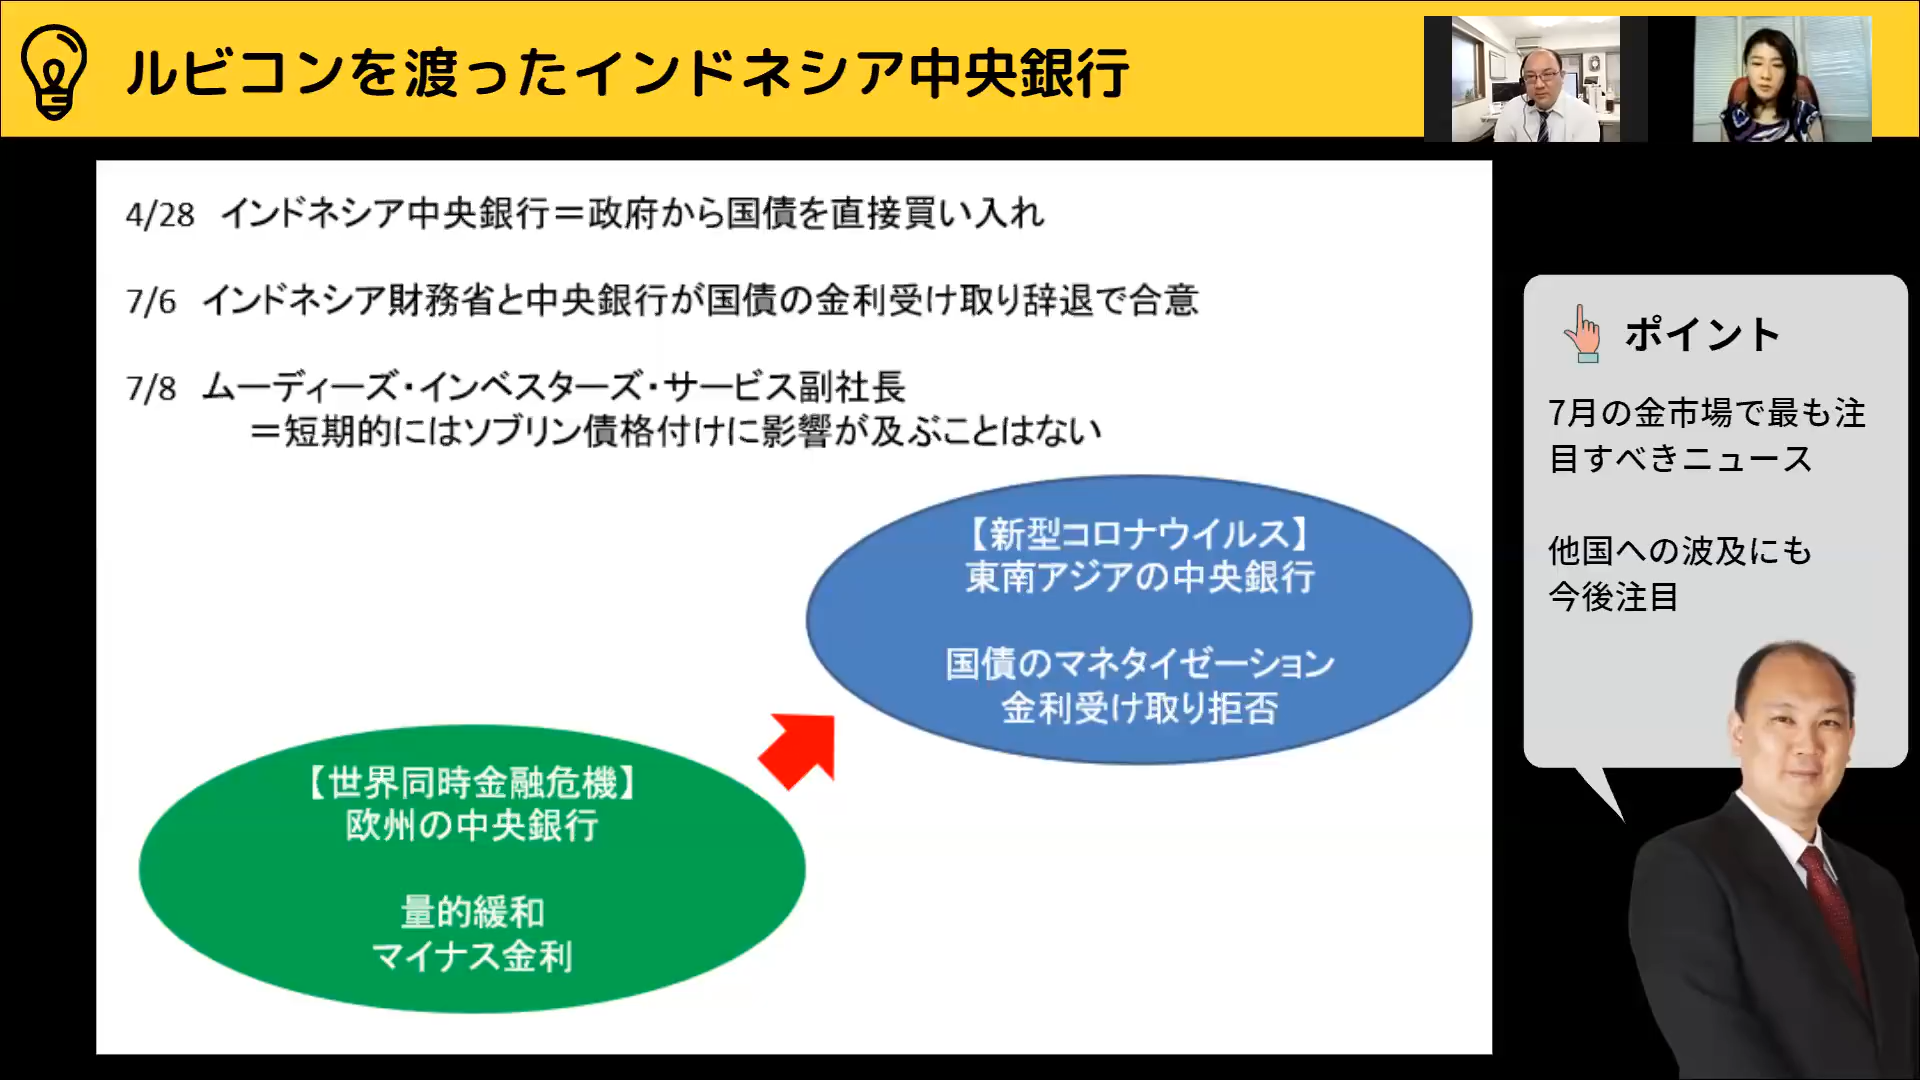 ルビコンを渡ったインドネシア中央銀行
4/28 インドネシア中央銀行＝政府から国債を直接買い入れ
7/6 インドネシア財務省と中央銀行が国債の金利受け取り辞退で合意
7/8 ムーディーズ・インベスターズ・サービス副社長
＝短期的にはソブリン債格付けに影響が及ぶことはない
【新型コロナウイルス】
東南アジアの中央銀行
国債のマネタイゼーション
金利受け取り拒否
【世界同時金融危機】
欧州の中央銀行
量的緩和
マイナス金利
ポイント
7月の金市場で最も注
目すべきニュース
他国への波及にも
今後注目